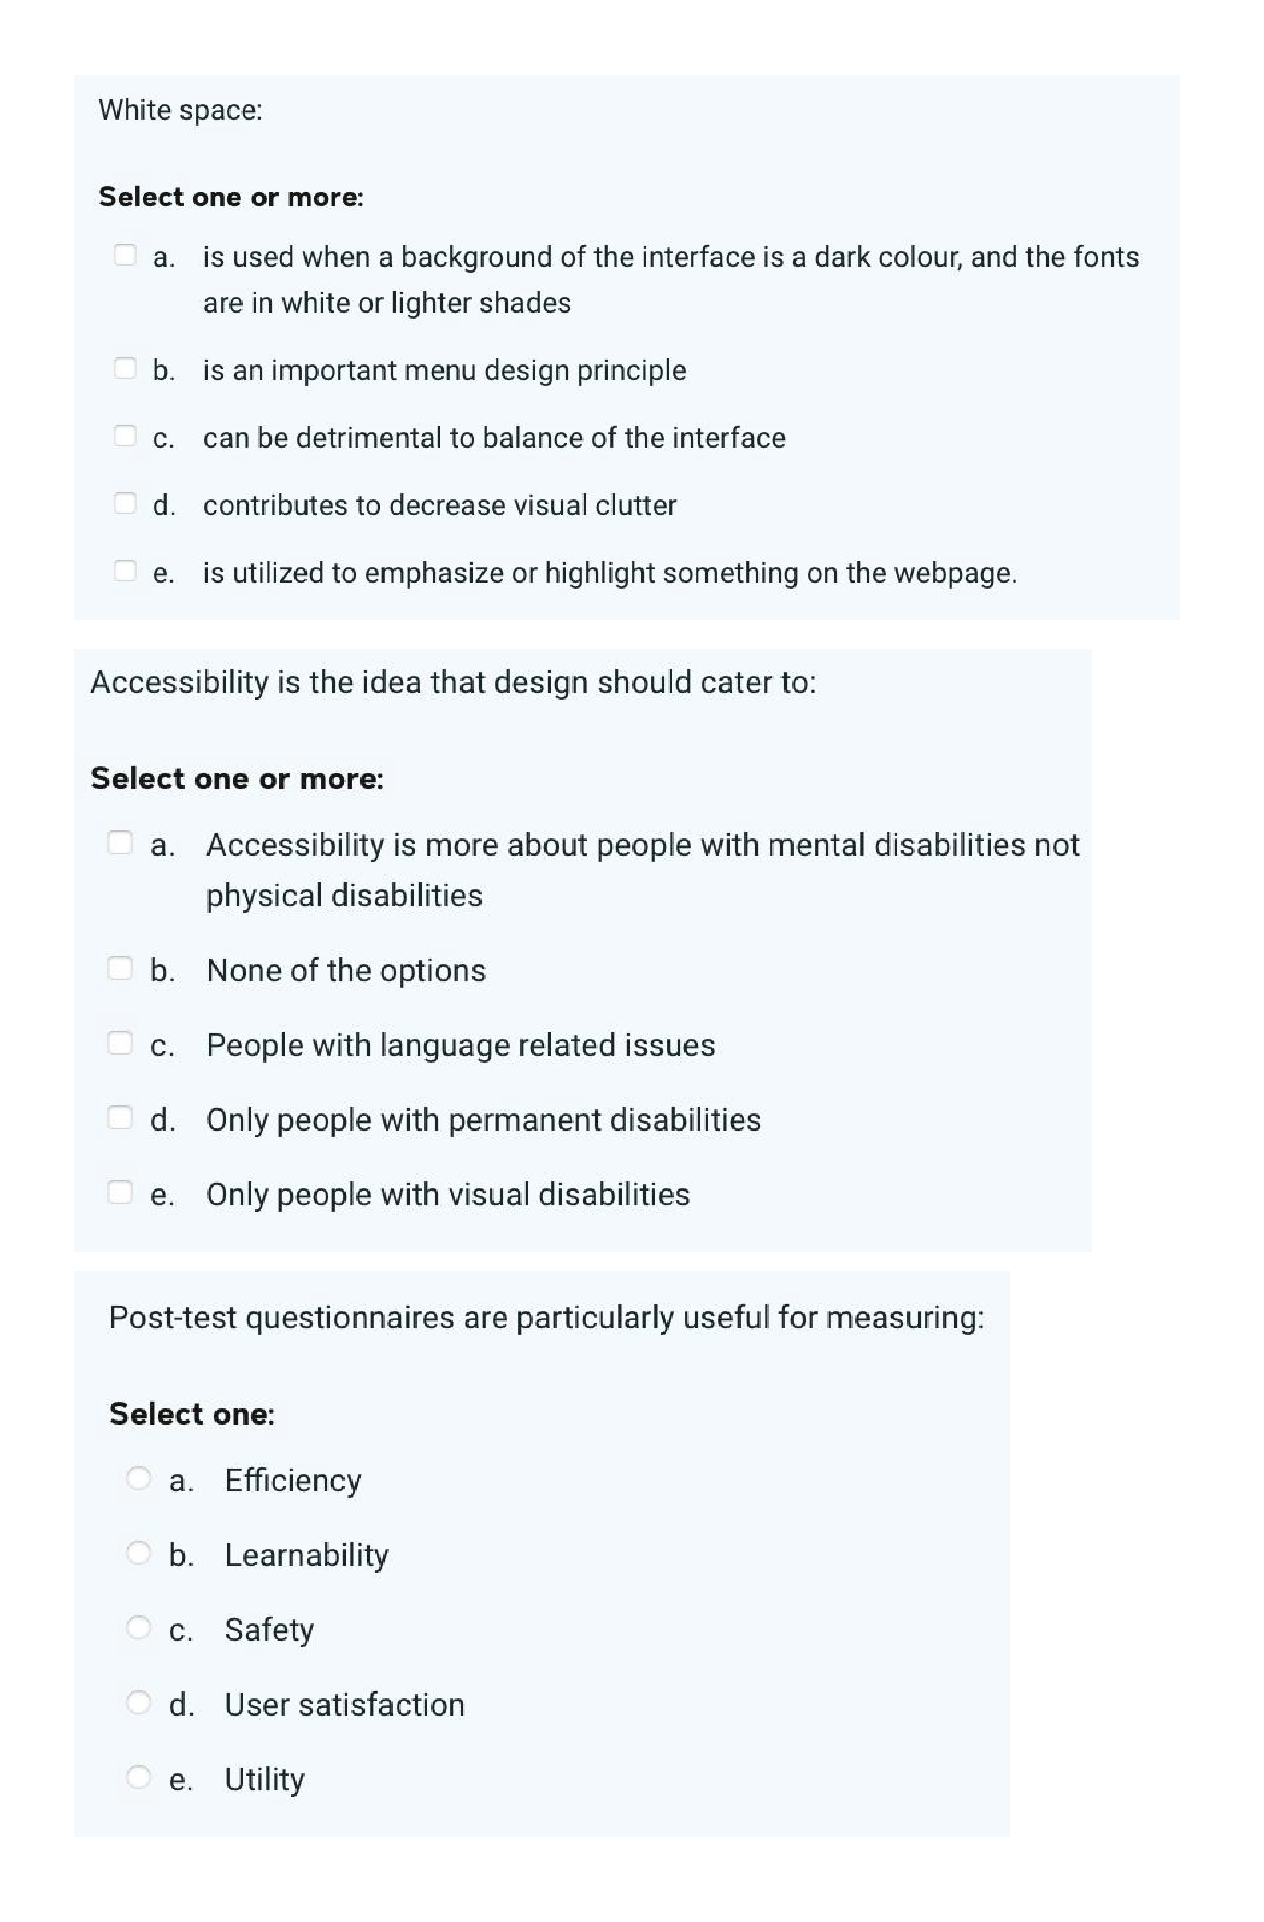 White space:
Select one or more:
a. is used when a background of the interface is a dark colour, and the fonts
are in white or lighter shades
b. is an important menu design principle
c. can be detrimental to balance of the interface
d. contributes to decrease visual clutter
e. is utilized to emphasize or highlight something on the webpage.
Accessibility is the idea that design should cater to:
Select one or more:
a. Accessibility is more about people with mental disabilities not
physical disabilities
b. None of the options
c. People with language related issues
d. Only people with permanent disabilities
e. Only people with visual disabilities
Post-test questionnaires are particularly useful for measuring:
Select one:
a. Efficiency
b. Learnability
c. Safety
d. User satisfaction
e. Utility